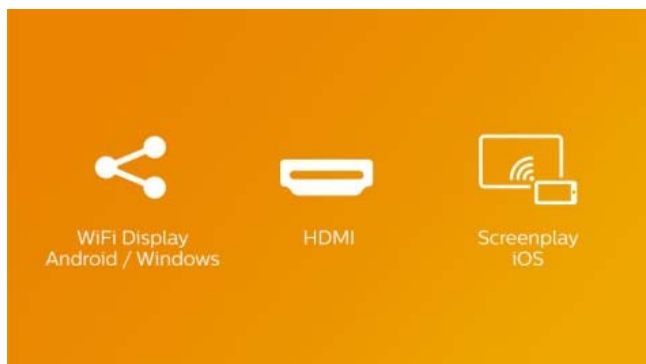 WiFi Display
Android / Windows
HDMI
Screenplay
iOS